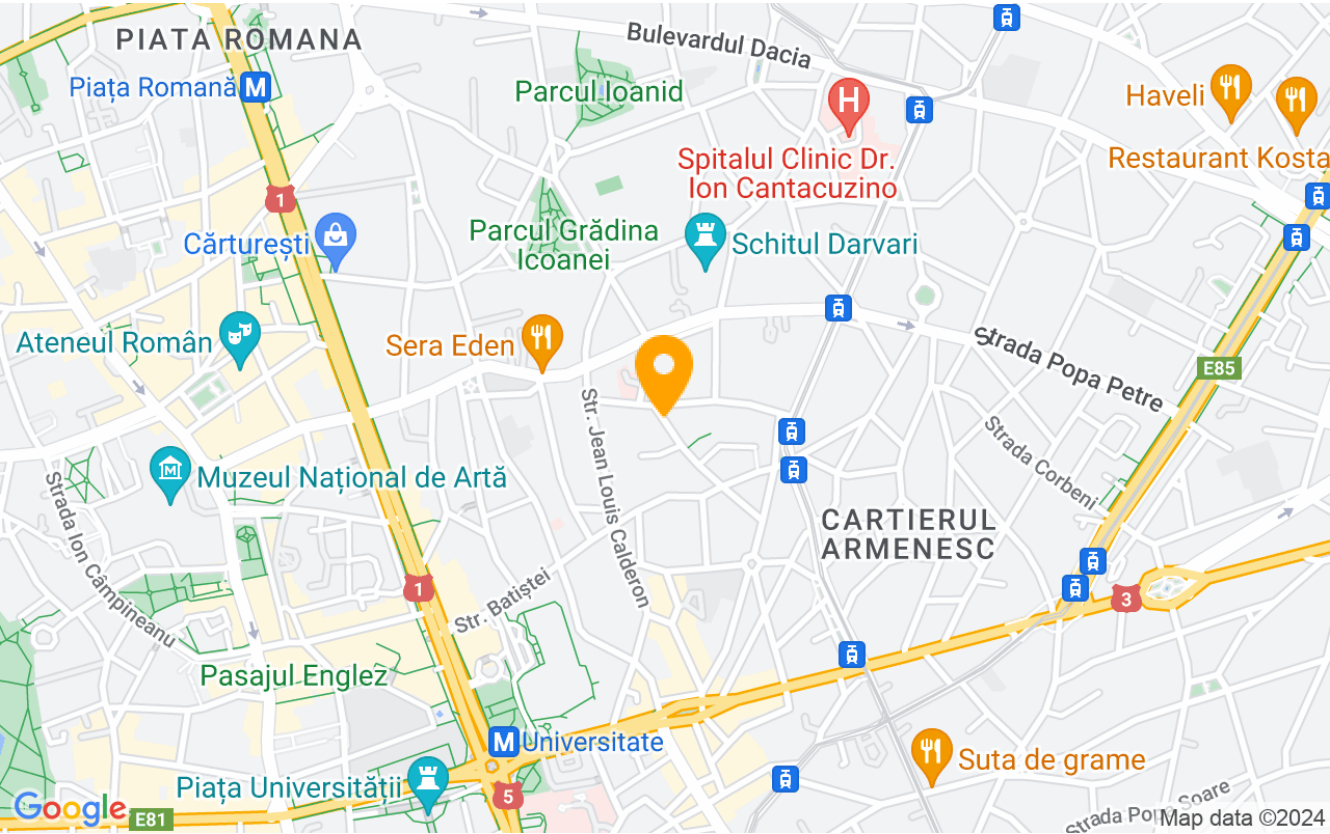 PIATA ROMANA
Bulevardul Dacia
Piața Romană
M
Parcul Ioanid
H
Haveli
Spitalul Clinic Dr.
Ion Cantacuzino
Restaurant Kosta
1
Cărturești
Parcul Grădina
Icoanei
Schitul Darvari
Ateneul Român
Sera Eden
Strada Popa Petre
E85
Str. Jean Louis Calderon
Strada Corbeni
M
Muzeul Național de Artă
Strada Ion Câmpineanu
CARTIERUL
ARMENESC
1
Str. Batiștei
3
Pasajul Englez
M
Universitate
Suta de grame
Piața Universității
5
Google
E81
Strada Popa Soare
Map data ©2024